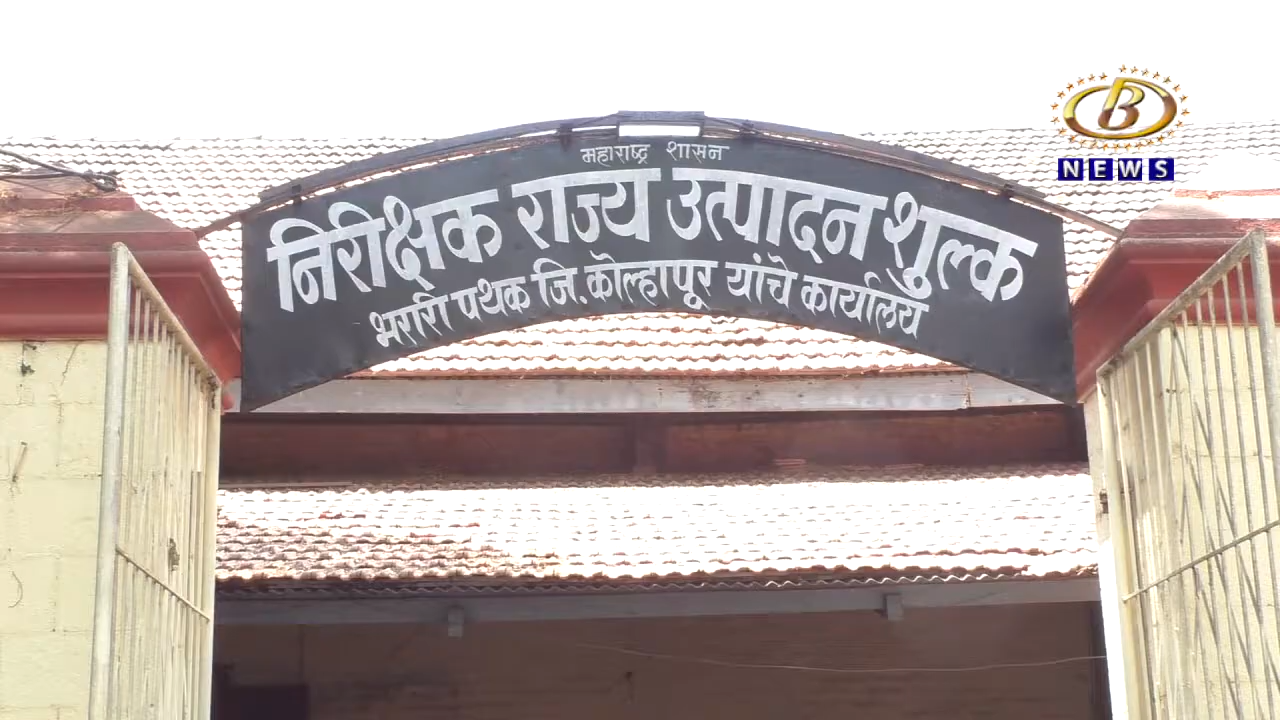 महाराष्ट्र शासन
निरीक्षक राज्य उत्पादन शुल्क
भरारी पथक जि. कोल्हापूर यांचे कार्यालय
B
NEWS